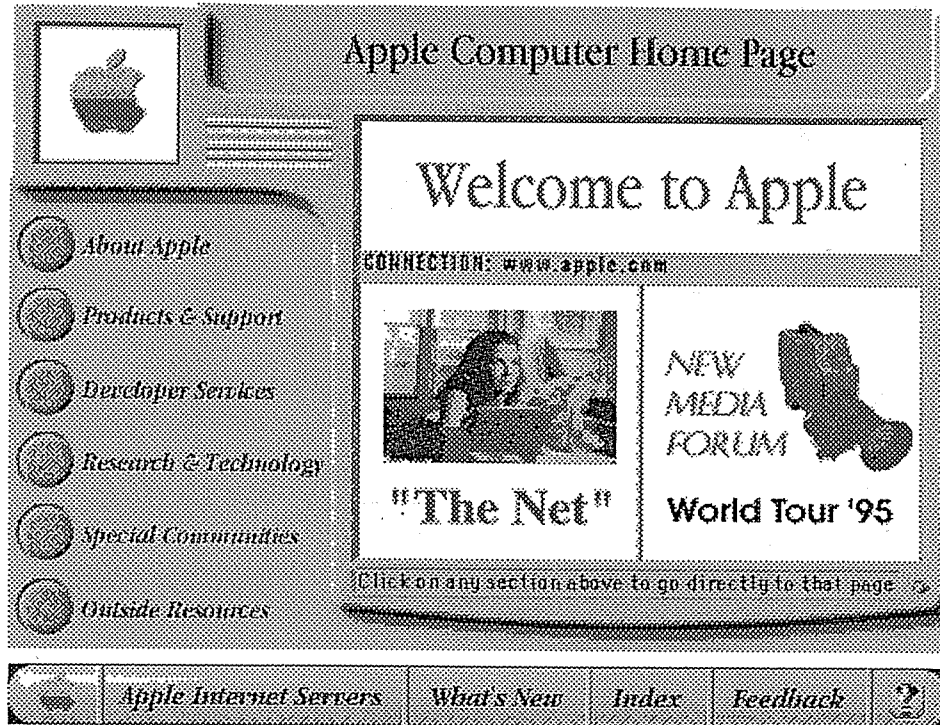 Apple Computer Home Page
Welcome to Apple
CONNECTION: www.apple.com
About Apple
Products & Support
Developer Services
Research & Technology
Special Communities
Outside Resources
"The Net"
NEW
MEDIA
FORUM
World Tour '95
Click on any section above to go directly to that page
Apple Internet Servers
What's New
Index
Feedback
?